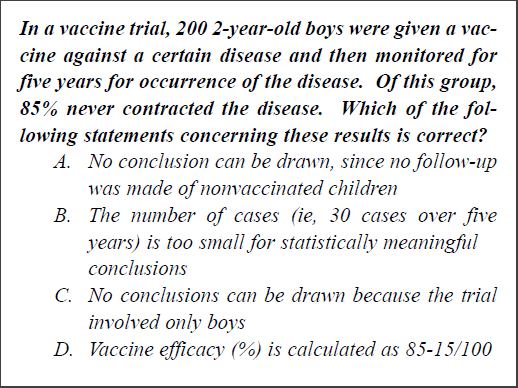 In a vaccine trial, 200 2-year-old boys were given a vac-
cine against a certain disease and then monitored for
five years for occurrence of the disease. Of this group,
85% never contracted the disease. Which of the fol-
lowing statements concerning these results is correct?
A. No conclusion can be drawn, since no follow-up
was made of nonvaccinated children
B. The number of cases (ie, 30 cases over five
years) is too small for statistically meaningful
conclusions
C. No conclusions can be drawn because the trial
involved only boys
D. Vaccine efficacy (%) is calculated as 85-15/100